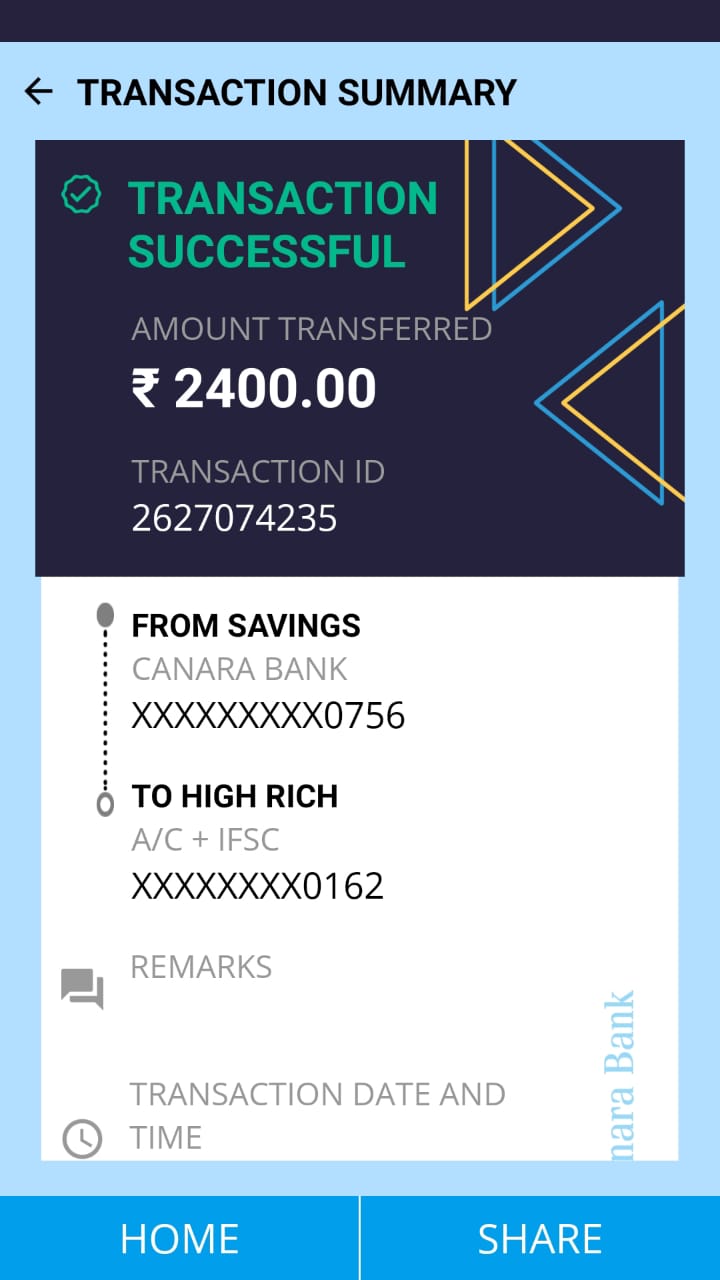 TRANSACTION SUMMARY
TRANSACTION
SUCCESSFUL
AMOUNT TRANSFERRED
₹ 2400.00
TRANSACTION ID
2627074235
FROM SAVINGS
CANARA BANK
XXXXXXXXX0756
TO HIGH RICH
A/C + IFSC
XXXXXXXX0162
REMARKS
TRANSACTION DATE AND
TIME
nara Bank
HOME
SHARE